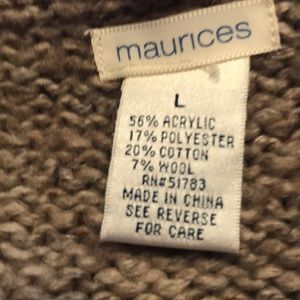 maurices
L
56% ACRYLIC
17% POLYESTER
20% COTTON
7% WOOL
RN#51783
MADE IN CHINA
SEE REVERSE
FOR CARE